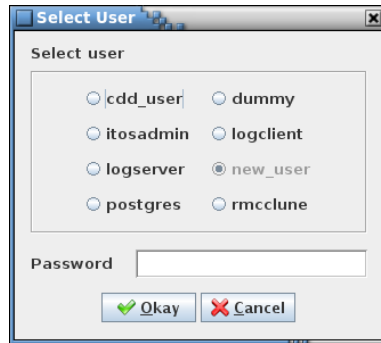 Select User
Select user
cdd_user dummy
itosadmin logclient
logserver new_user
postgres rmcclune
Password
Okay Cancel